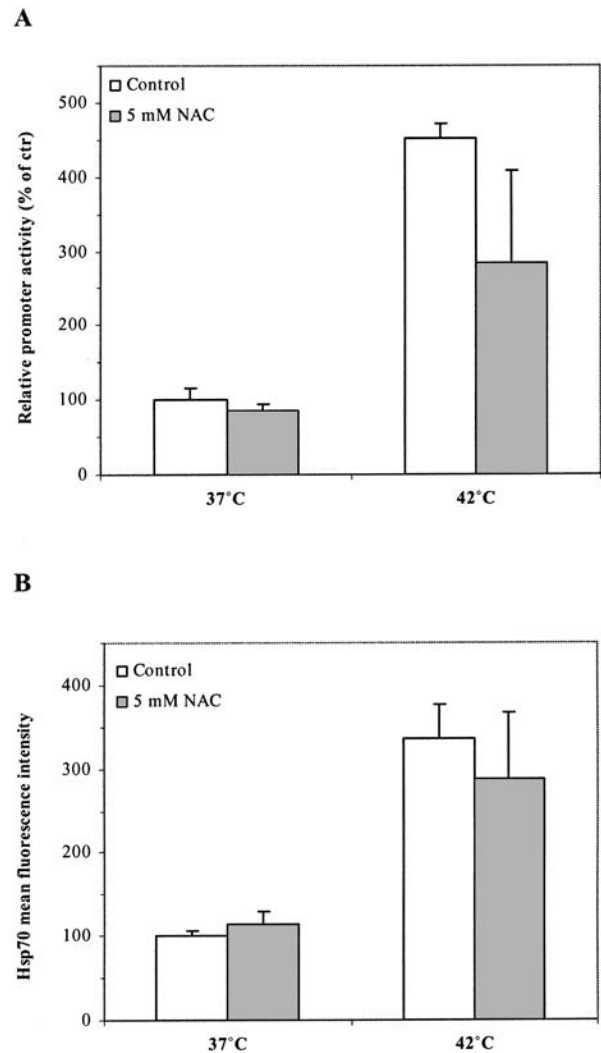 A
Relative promoter activity (% of ctr)
500
400
300
200
100
0
Control
5 mM NAC
37˚C
42˚C
B
Hsp70 mean fluorescence intensity
400
300
200
100
0
Control
5 mM NAC
37˚C
42˚C